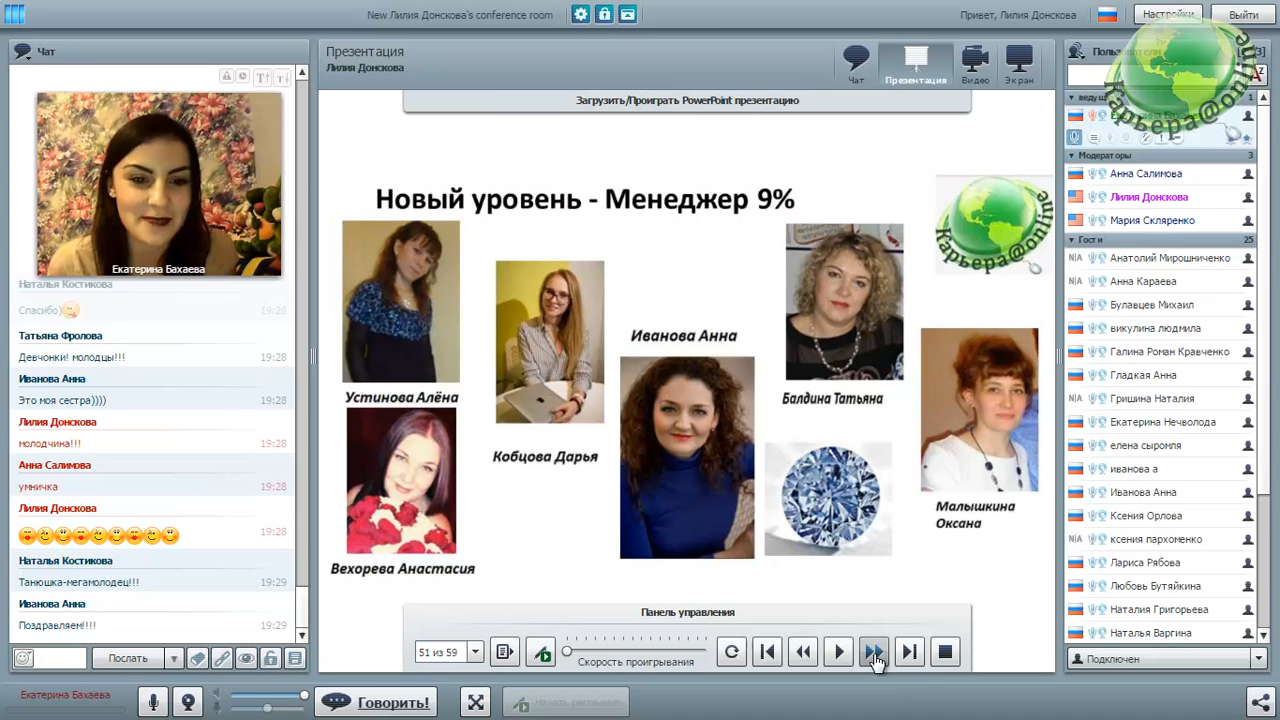 New Лилия Донскова's conference room
Привет, Лилия Донскова
Настройки
Выйти
Чат
Екатерина Бахаева
Наталья Костикова
Спасибо)
19:28
Татьяна Фролова
Девчонки! молодцы!!!
19:28
Иванова Анна
Это моя сестра))))
19:28
Лилия Донскова
молодчина!!!
19:28
Анна Салимова
умничка
19:28
Лилия Донскова
19:28
Наталья Костикова
Танюшка-мегамолодец!!!
19:29
Иванова Анна
Поздравляем!!!!
19:29
Послать
Презентация
Лилия Донскова
Чат
Презентация
Видео
Экран
Загрузить/Проиграть PowerPoint презентацию
Новый уровень - Менеджер 9%
Карьера@online
Устинова Алёна
Кобцова Дарья
Иванова Анна
Балдина Татьяна
Малышкина
Оксана
Вехорева Анастасия
Панель управления
51 из 59
Скорость проигрывания
Карьера@online
1
Модераторы
3
Анна Салимова
Лилия Донскова
Мария Скляренко
Гости
25
N/A Анатолий Мирошниченко
N/A Анна Караева
Булавцев Михаил
викулина людмила
Галина Роман Кравченко
Гладкая Анна
N/A Гришина Наталия
Екатерина Нечволода
елена сыромля
иванова а
Иванова Анна
Ксения Орлова
N/A ксения пархоменко
Лариса Рябова
Любовь Бутяйкина
Наталия Григорьева
Наталья Варгина
Подключен
Екатерина Бахаева
Говорить!